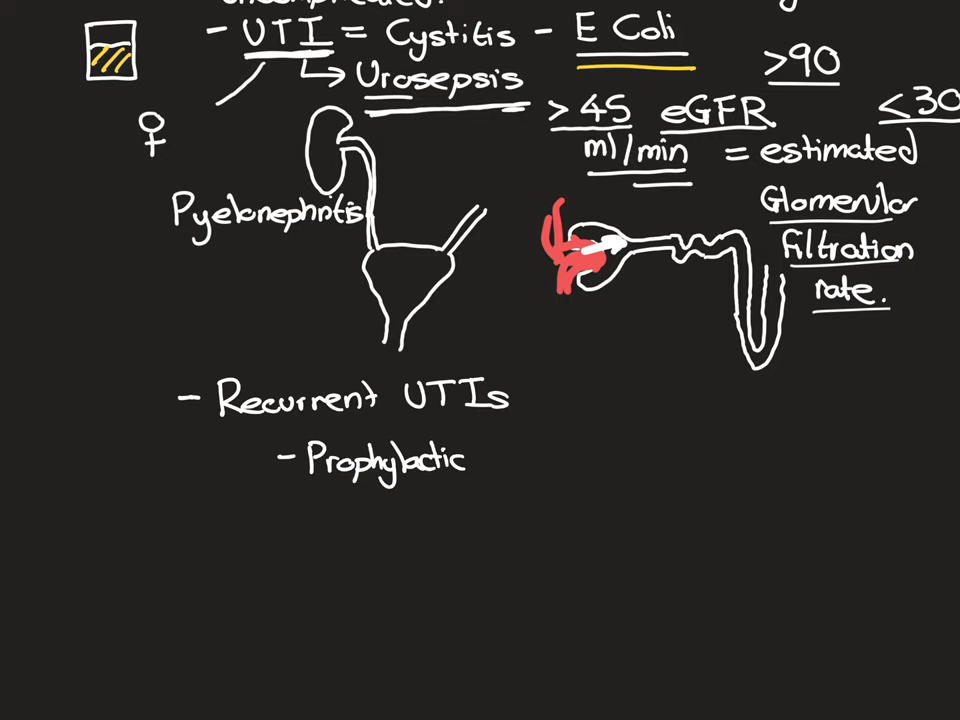 - UTI = Cystitis - E Coli
>90
Urosepsis
>45 eGFR <30
ml/min = estimated
Glomerular
filtration
rate.
Pyelonephritis
- Recurrent UTIs
- Prophylactic